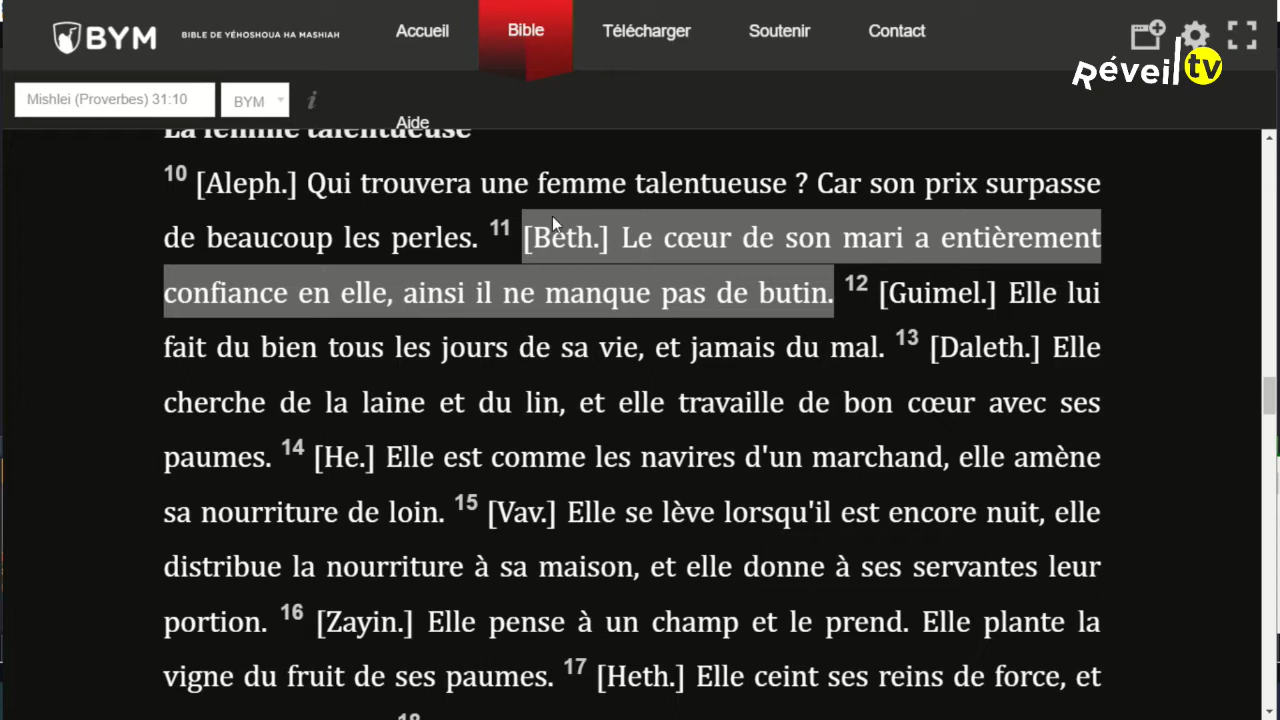 BYM BIBLE DE YÉHOSHOUA HA MASHIAH Accueil Bible Télécharger Soutenir Contact
Réveil tv
Mishlei (Proverbes) 31:10 BYM i
Aide
La femme talentueuse
10 [Aleph.] Qui trouvera une femme talentueuse ? Car son prix surpasse
de beaucoup les perles. 11 [Beth.] Le cœur de son mari a entièrement
confiance en elle, ainsi il ne manque pas de butin. 12 [Guimel.] Elle lui
fait du bien tous les jours de sa vie, et jamais du mal. 13 [Daleth.] Elle
cherche de la laine et du lin, et elle travaille de bon cœur avec ses
paumes. 14 [He.] Elle est comme les navires d'un marchand, elle amène
sa nourriture de loin. 15 [Vav.] Elle se lève lorsqu'il est encore nuit, elle
distribue la nourriture à sa maison, et elle donne à ses servantes leur
portion. 16 [Zayin.] Elle pense à un champ et le prend. Elle plante la
vigne du fruit de ses paumes. 17 [Heth.] Elle ceint ses reins de force, et
18